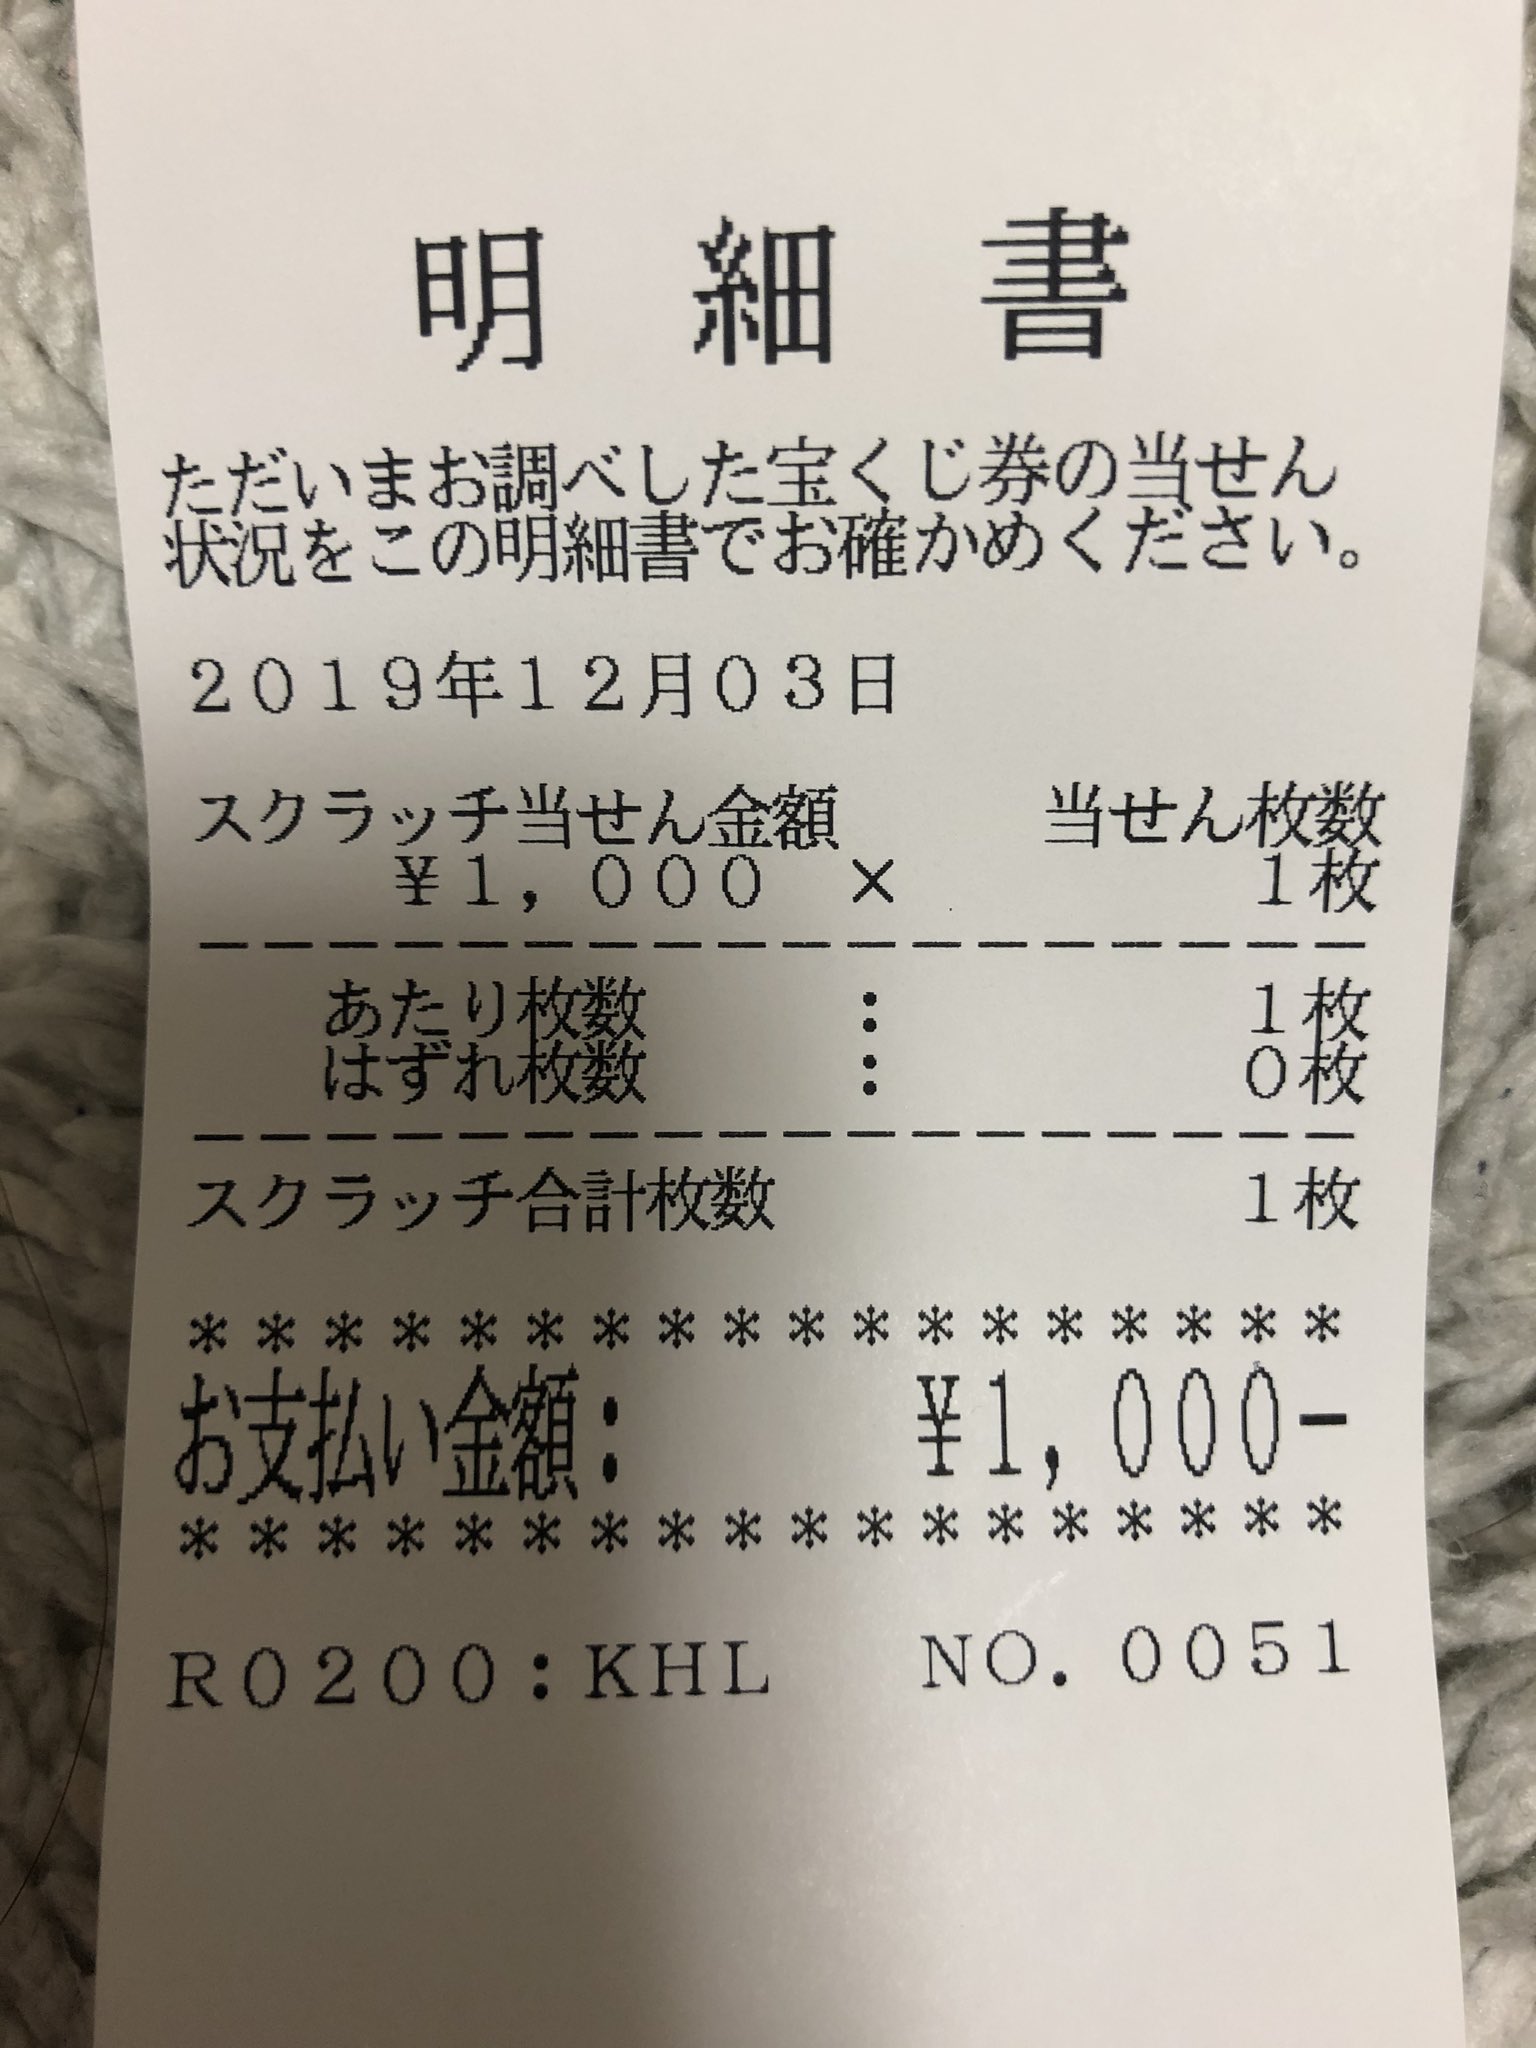 明細書
ただいまお調べした宝くじ券の当せん
状況をこの明細書でお確かめください。
２０１９年１２月０３日
スクラッチ当せん金額　当せん枚数
￥１，０００　×　１枚
－－－－－－－－－－－－－－－－－－
あたり枚数　：　１枚
はずれ枚数　：　０枚
－－－－－－－－－－－－－－－－－－
スクラッチ合計枚数　１枚
＊＊＊＊＊＊＊＊＊＊＊＊＊＊＊＊＊＊
お支払い金額：　￥１，０００－
＊＊＊＊＊＊＊＊＊＊＊＊＊＊＊＊＊＊
Ｒ０２００：ＫＨＬ　ＮＯ．００５１